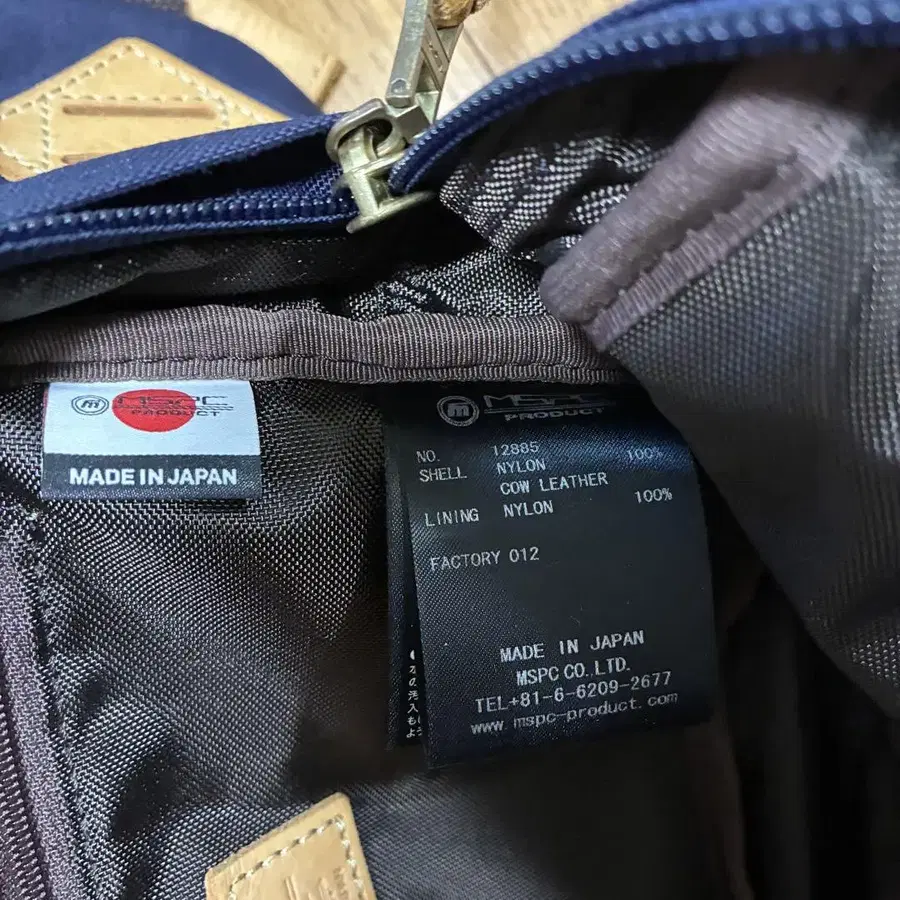 MSPC
PRODUCT
MADE IN JAPAN
MSPC
PRODUCT
NO. 12885
SHELL NYLON 100%
COW LEATHER
LINING NYLON 100%
FACTORY 012
MADE IN JAPAN
MSPC CO.,LTD.
TEL+81-6-6209-2677
www.mspc-product.com